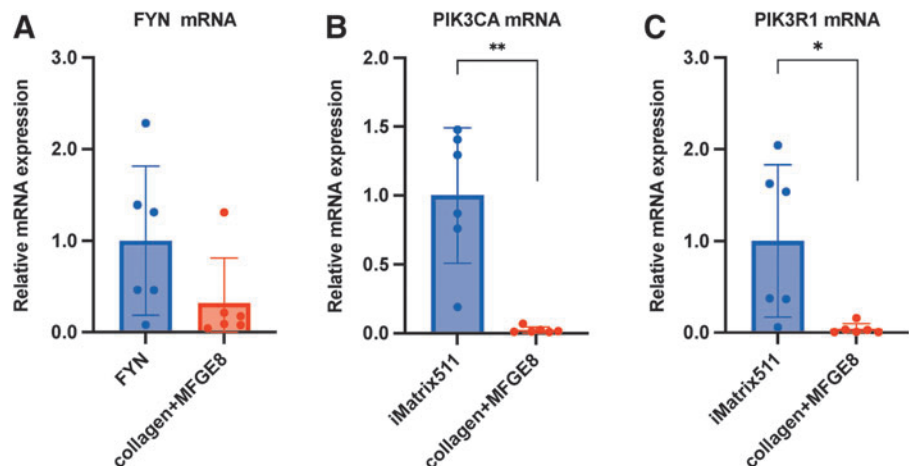 A
FYN mRNA
Relative mRNA expression
3.0
2.0
1.0
0.0
FYN
collagen+MFGE8
B
PIK3CA mRNA
**
Relative mRNA expression
2.0
1.5
1.0
0.5
0.0
iMatrix511
collagen+MFGE8
C
PIK3R1 mRNA
*
Relative mRNA expression
3.0
2.0
1.0
0.0
iMatrix511
collagen+MFGE8